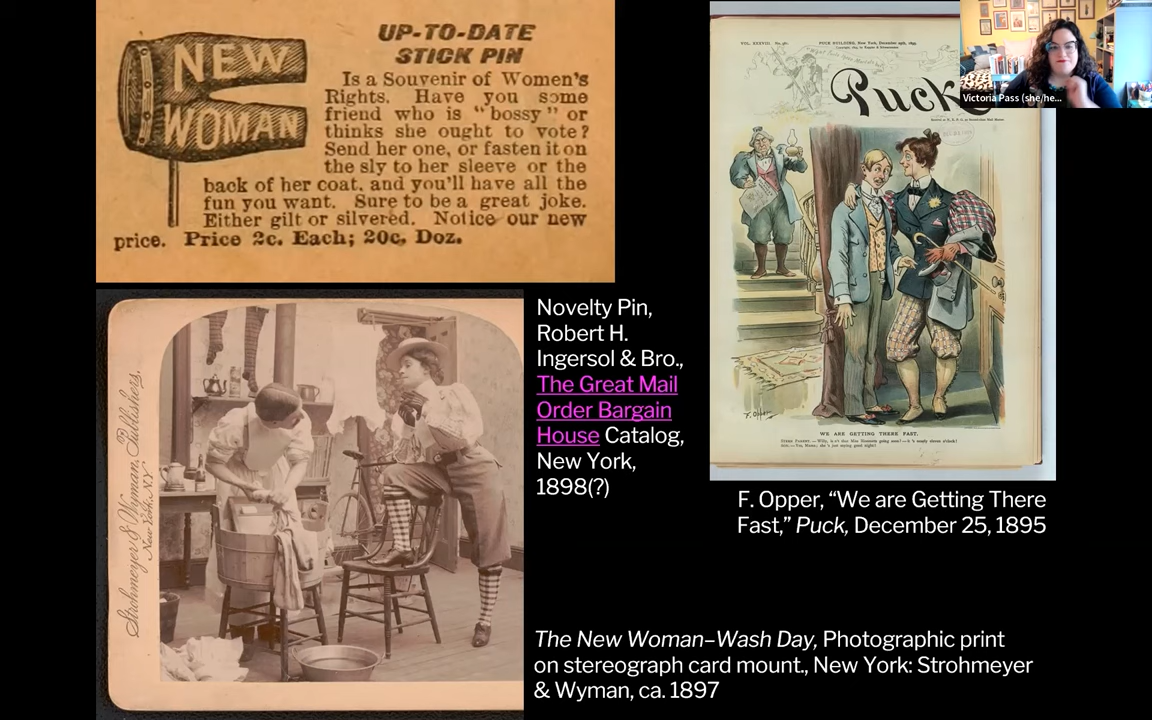 NEW
WOMAN
UP-TO-DATE
STICK PIN
Is a Souvenir of Women's
Rights. Have you some
friend who is "bossy" or
thinks she ought to vote?
Send her one, or fasten it on
the sly to her sleeve or the
back of her coat, and you'll have all the
fun you want. Sure to be a great joke.
Either gilt or silvered. Notice our new
price. Price 2c. Each; 20c. Doz.
Strohmeyer & Wyman, Publishers,
New York, N.Y.
Novelty Pin,
Robert H.
Ingersol & Bro.,
The Great Mail
Order Bargain
House Catalog,
New York,
1898(?)
Puck
F. Opper
WE ARE GETTING THERE FAST.
F. Opper, “We are Getting There
Fast,” Puck, December 25, 1895
The New Woman–Wash Day, Photographic print
on stereograph card mount., New York: Strohmeyer
& Wyman, ca. 1897
Victoria Pass (she/he...